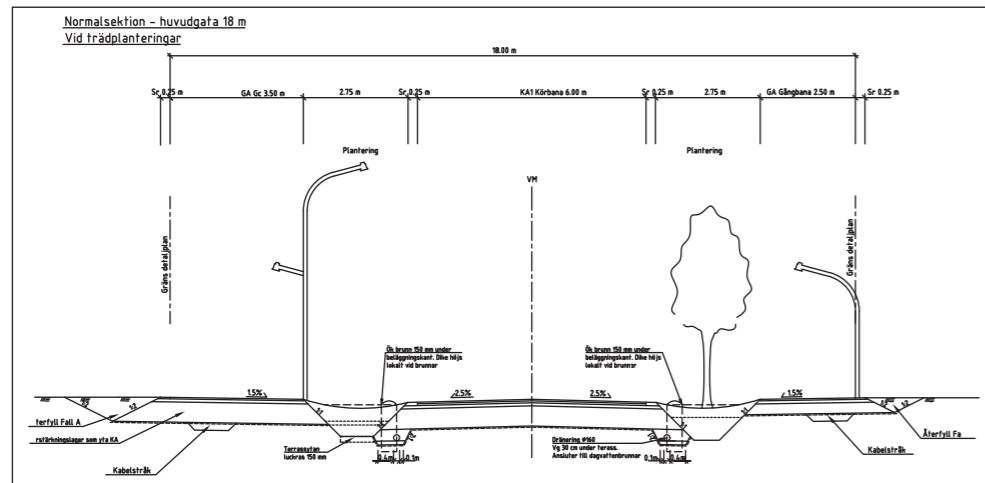 Normalsektion - huvudgata 18 m
Vid trädplanteringar
18.00 m
Sr 0.25 m
GA Gc 3.50 m
2.75 m
Sr 0.25 m
KA1 Körbana 6.00 m
Sr 0.25 m
2.75 m
GA Gångbana 2.50 m
Sr 0.25 m
Plantering
Plantering
VM
Gräns detaljplan
Gräns detaljplan
Ök brunn 150 mm under
beläggningskant. Dike höjs
lokalt vid brunnar
Ök brunn 150 mm under
beläggningskant. Dike höjs
lokalt vid brunnar
1.5%
2.5%
2.5%
1.5%
terfyll Fall A
rstärkningslager som yta KA
Kabelstråk
Terrassytan
luckras 150 mm
0.4m
0.1m
Dränering #160
Vg 30 cm under terass.
Ansluter till dagvattenbrunnar
0.1m
0.4m
Kabelstråk
Återfyll Fa